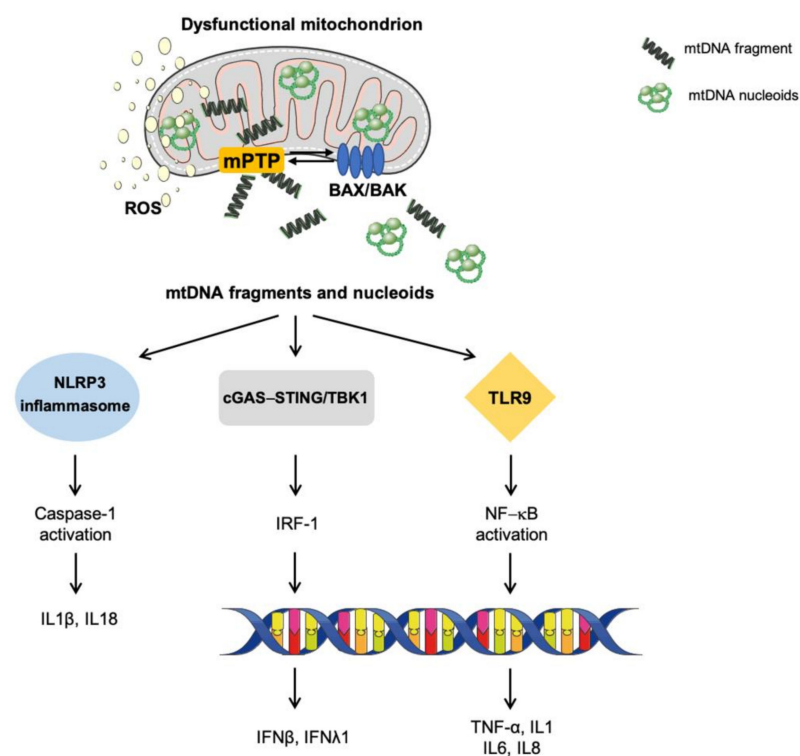 Dysfunctional mitochondrion
mtDNA fragment
mtDNA nucleoids
mPTP
BAX/BAK
ROS
mtDNA fragments and nucleoids
NLRP3
inflammasome
cGAS–STING/TBK1
TLR9
Caspase-1
activation
IRF-1
NF–κB
activation
IL1β, IL18
IFNβ, IFNλ1
TNF-α, IL1
IL6, IL8